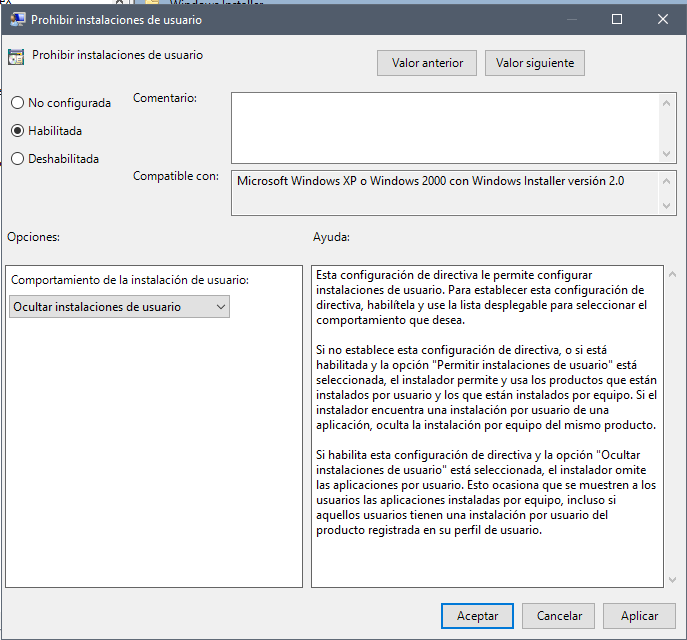 Windows Installer
Prohibir instalaciones de usuario
Prohibir instalaciones de usuario
Valor anterior
Valor siguiente
No configurada
Habilitada
Deshabilitada
Comentario:
Compatible con:
Microsoft Windows XP o Windows 2000 con Windows Installer versión 2.0
Opciones:
Ayuda:
Comportamiento de la instalación de usuario:
Ocultar instalaciones de usuario
Esta configuración de directiva le permite configurar
instalaciones de usuario. Para establecer esta configuración de
directiva, habilítela y use la lista desplegable para seleccionar el
comportamiento que desea.
Si no establece esta configuración de directiva, o si está
habilitada y la opción "Permitir instalaciones de usuario" está
seleccionada, el instalador permite y usa los productos que están
instalados por usuario y los que están instalados por equipo. Si el
instalador encuentra una instalación por usuario de una
aplicación, oculta la instalación por equipo del mismo producto.
Si habilita esta configuración de directiva y la opción "Ocultar
instalaciones de usuario" está seleccionada, el instalador omite
las aplicaciones por usuario. Esto ocasiona que se muestren a los
usuarios las aplicaciones instaladas por equipo, incluso si
aquellos usuarios tienen una instalación por usuario del
producto registrada en su perfil de usuario.
Aceptar
Cancelar
Aplicar